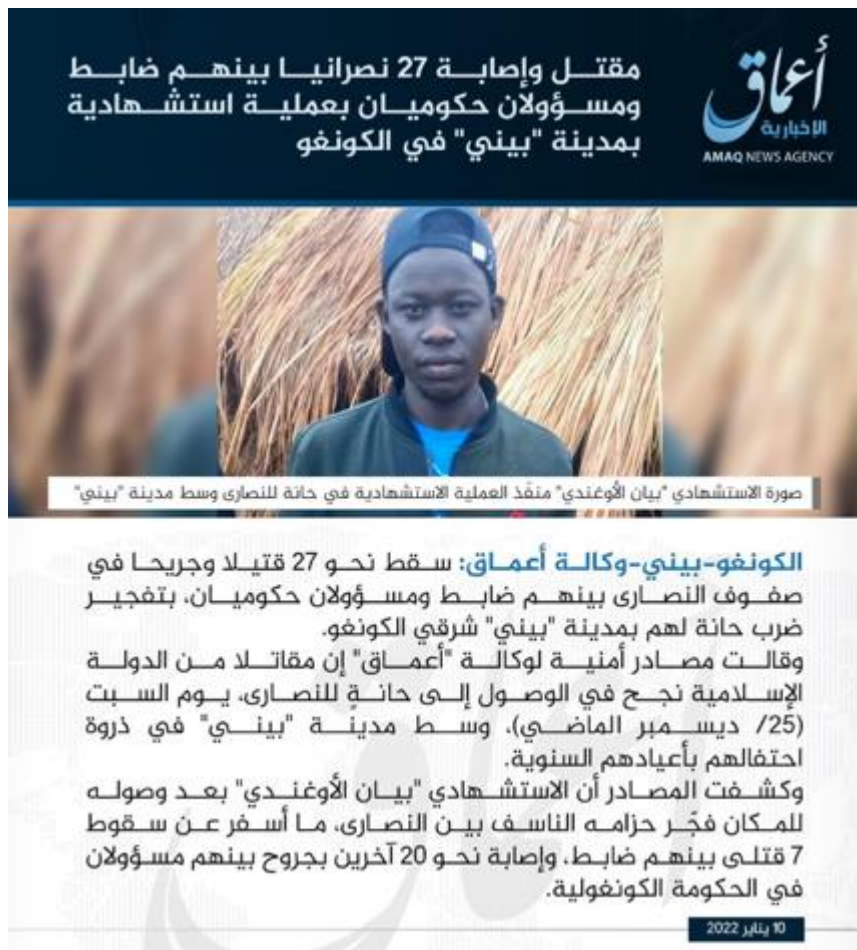 أعماق
الإخبارية
AMAQ NEWS AGENCY
مقتل وإصابة 27 نصرانيا بينهم ضابط
ومسؤولان حكوميان بعملية استشهادية
بمدينة "بيني" في الكونغو
صورة الاستشهادي "بيان الأوغندي" منفّذ العملية الاستشهادية في حانة للنصارى وسط مدينة "بيني"
الكونغو-بيني-وكالة أعماق: سقط نحو 27 قتيلا وجريحا في
صفوف النصارى بينهم ضابط ومسؤولان حكوميان، بتفجير
ضرب حانة لهم بمدينة "بيني" شرقي الكونغو.
وقالت مصادر أمنية لوكالة "أعماق" إن مقاتلا من الدولة
الإسلامية نجح في الوصول إلى حانةٍ للنصارى، يوم السبت
(25/ ديسمبر الماضي)، وسط مدينة "بيني" في ذروة
احتفالهم بأعيادهم السنوية.
وكشفت المصادر أن الاستشهادي "بيان الأوغندي" بعد وصوله
للمكان فجّر حزامه الناسف بين النصارى، ما أسفر عن سقوط
7 قتلى بينهم ضابط، وإصابة نحو 20 آخرين بجروح بينهم مسؤولان
في الحكومة الكونغولية.
10 يناير 2022